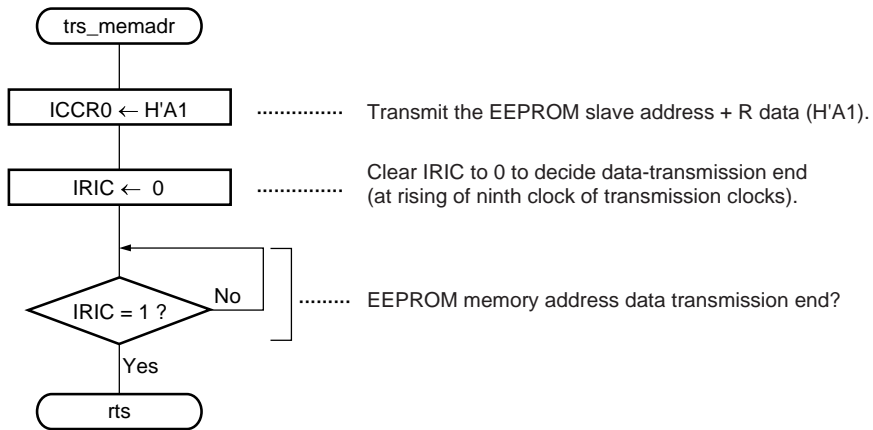 trs_memadr
ICCR0 ← H'A1
............... Transmit the EEPROM slave address + R data (H'A1).
IRIC ← 0
............... Clear IRIC to 0 to decide data-transmission end
(at rising of ninth clock of transmission clocks).
IRIC = 1 ?
No
......... EEPROM memory address data transmission end?
Yes
rts